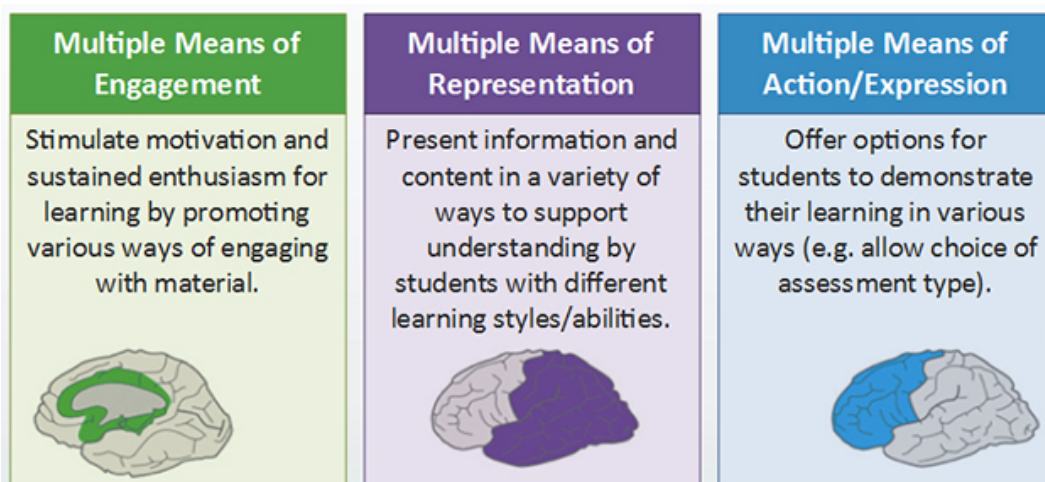 Multiple Means of
Engagement
Stimulate motivation and
sustained enthusiasm for
learning by promoting
various ways of engaging
with material.
Multiple Means of
Representation
Present information and
content in a variety of
ways to support
understanding by
students with different
learning styles/abilities.
Multiple Means of
Action/Expression
Offer options for
students to demonstrate
their learning in various
ways (e.g. allow choice of
assessment type).